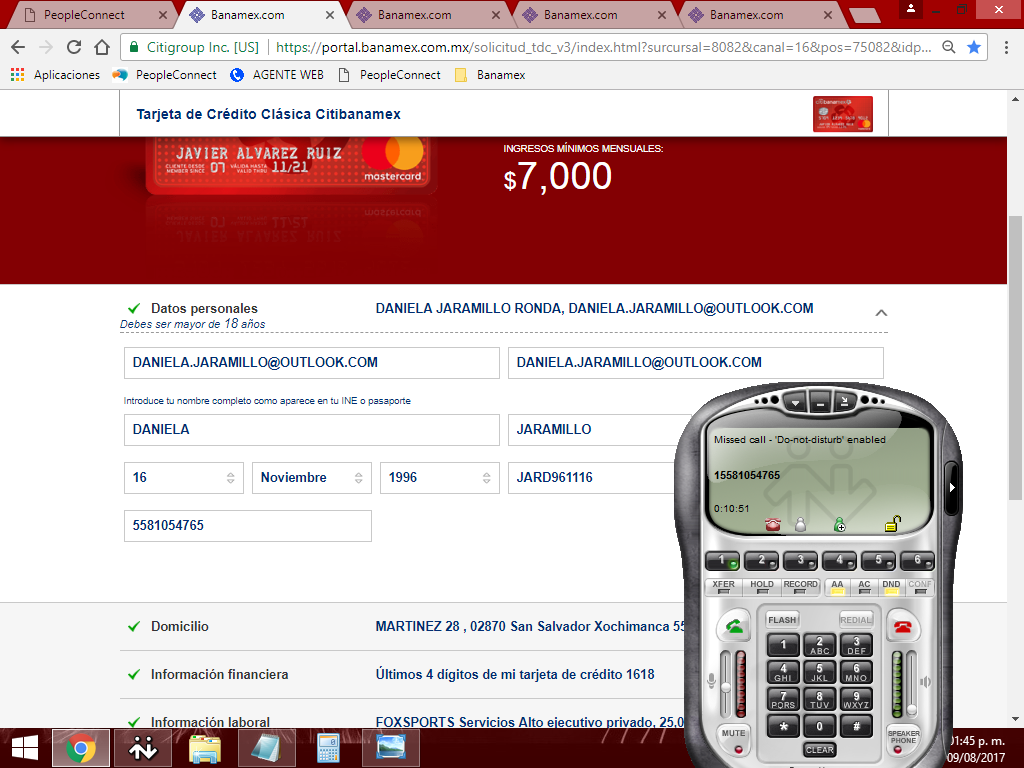 PeopleConnect
Banamex.com
Banamex.com
Banamex.com
Banamex.com
Citigroup Inc. [US] https://portal.banamex.com.mx/solicitud_tdc_v3/index.html?surcursal=8082&canal=16&pos=75082&idp...
Aplicaciones PeopleConnect AGENTE WEB PeopleConnect Banamex
Tarjeta de Crédito Clásica Citibanamex
JAVIER ALVAREZ RUIZ
CLIENTE DESDE 07 VÁLIDA HASTA 11/21
MEMBER SINCE VALID THRU
mastercard
INGRESOS MÍNIMOS MENSUALES:
$7,000
Datos personales DANIELA JARAMILLO RONDA, DANIELA.JARAMILLO@OUTLOOK.COM
Debes ser mayor de 18 años
DANIELA.JARAMILLO@OUTLOOK.COM DANIELA.JARAMILLO@OUTLOOK.COM
Introduce tu nombre completo como aparece en tu INE o pasaporte
DANIELA JARAMILLO
16 Noviembre 1996 JARD961116
5581054765
Domicilio MARTINEZ 28 , 02870 San Salvador Xochimanca 55
Información financiera Últimos 4 dígitos de mi tarjeta de crédito 1618
Información laboral FOXSPORTS Servicios Alto ejecutivo privado, 25,0
Missed call - 'Do-not-disturb' enabled
15581054765
0:10:51
1 2 3 4 5 6
XFER HOLD RECORD AA AC DND CONF
FLASH REDIAL
1 2 ABC 3 DEF
4 GHI 5 JKL 6 MNO
7 PQRS 8 TUV 9 WXYZ
* 0 #
MUTE CLEAR SPEAKER PHONE
01:45 p. m.
09/08/2017